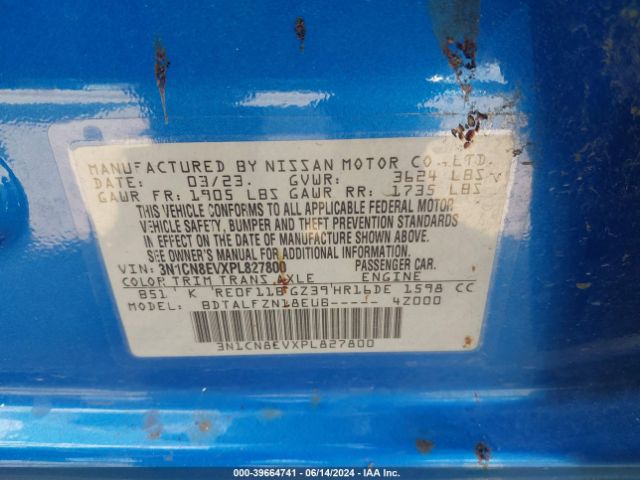 MANUFACTURED BY NISSAN MOTOR CO.,LTD.
DATE: 03/23. GVWR: 3624 LBS
GAWR FR: 1905 LBS GAWR RR: 1735 LBS
THIS VEHICLE CONFORMS TO ALL APPLICABLE FEDERAL MOTOR
VEHICLE SAFETY, BUMPER AND THEFT PREVENTION STANDARDS
IN EFFECT ON THE DATE OF MANUFACTURE SHOWN ABOVE.
SEE OWNER'S MANUAL FOR ADDITIONAL INFORMATION.
VIN: 3N1CN8EVXPL827800 PASSENGER CAR.
COLOR TRIM TRANS. AXLE ENGINE
B51 K RE0F11B GZ39 HR16DE 1598 CC
MODEL: BDTALFZN18EUB----- 4Z000
3N1CN8EVXPL827800
000-39664741 / 06/14/2024 / IAA Inc.